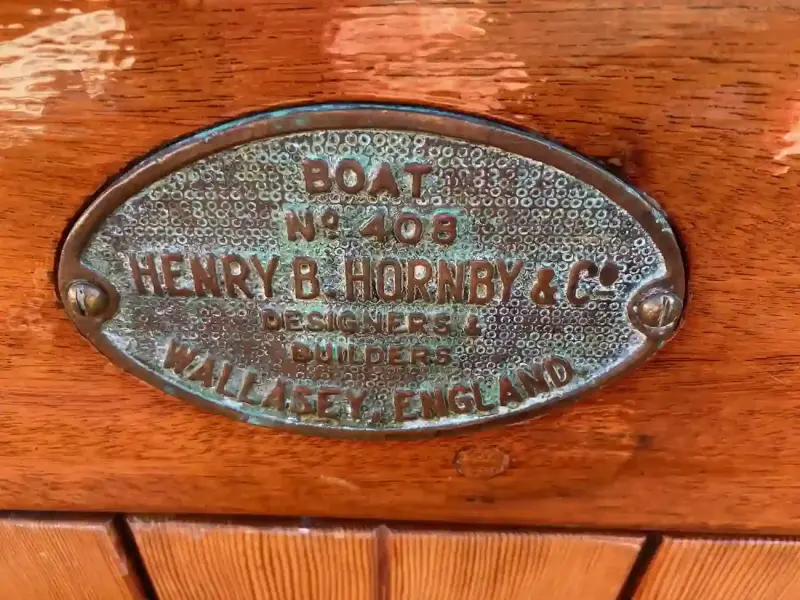 BOAT
Nº 408
HENRY B. HORNBY & Cº
DESIGNERS &
BUILDERS
WALLASEY, ENGLAND